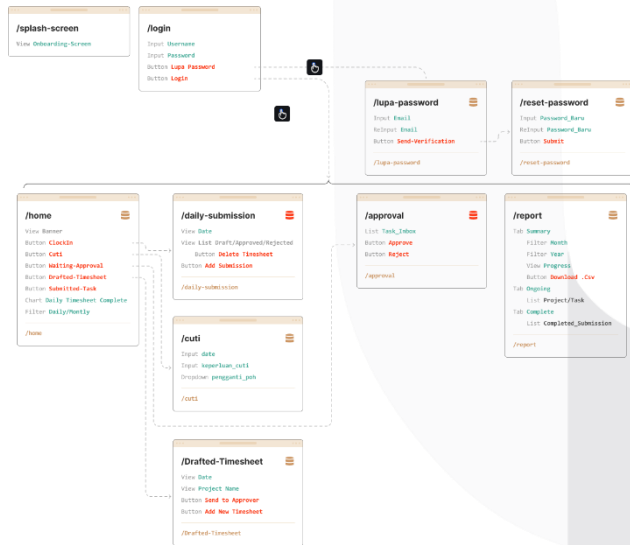 /splash-screen
View Onboarding-Screen
/login
Input Username
Input Password
Button Lupa Password
Button Login
/lupa-password
Input Email
ReInput Email
Button Send-Verification
/lupa-password
/reset-password
Input Password_Baru
ReInput Password_Baru
Button Submit
/reset-password
/home
View Banner
Button Clockin
Button Cuti
Button Waiting-Approval
Button Drafted-Timesheet
Button Submitted-Task
Chart Daily Timesheet Complete
Filter Daily/Montly
/home
/daily-submission
View Date
View List Draft/Approved/Rejected
Button Delete Timesheet
Button Add Submission
/daily-submission
/cuti
Input date
Input keperluan_cuti
Dropdown pengganti_pch
/cuti
/Drafted-Timesheet
View Date
View Project Name
Button Send to Approver
Button Add New Timesheet
/Drafted-Timesheet
/approval
List Task_Inbox
Button Approve
Button Reject
/approval
/report
Tab Summary
Filter Month
Filter Year
View Progress
Button Download .Csv
Tab Ongoing
List Project/Task
Tab Complete
List Completed_Submission
/report